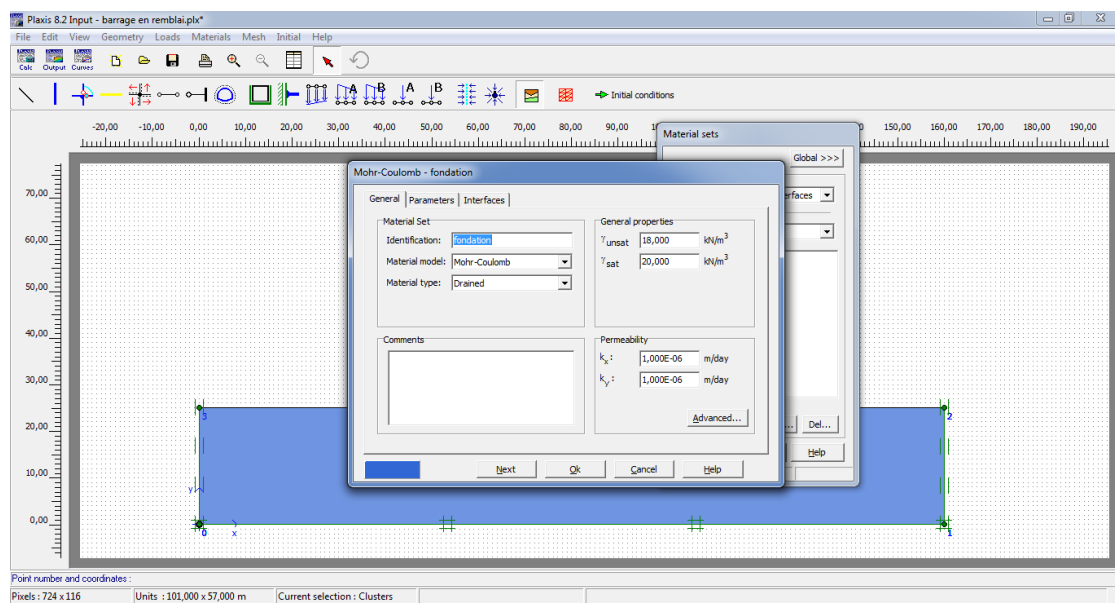 Plaxis 8.2 Input - barrage en remblai.plx*
File Edit View Geometry Loads Materials Mesh Initial Help
Calc Output Curves
A B A B
Initial conditions
-20,00 -10,00 0,00 10,00 20,00 30,00 40,00 50,00 60,00 70,00 80,00 90,00 150,00 160,00 170,00 180,00 190,00
Material sets
Global >>>
erfaces
Mohr-Coulomb - fondation
General Parameters Interfaces
Material Set
Identification: fondation
Material model: Mohr-Coulomb
Material type: Drained
General properties
γunsat 18,000 kN/m³
γsat 20,000 kN/m³
Comments
Permeability
kx: 1,000E-06 m/day
ky: 1,000E-06 m/day
Advanced...
Next Ok Cancel Help
... Del...
Help
70,00
60,00
50,00
40,00
30,00
20,00
10,00
0,00
3 2
y
0 x 1
Point number and coordinates :
Pixels : 724 x 116 Units : 101,000 x 57,000 m Current selection : Clusters